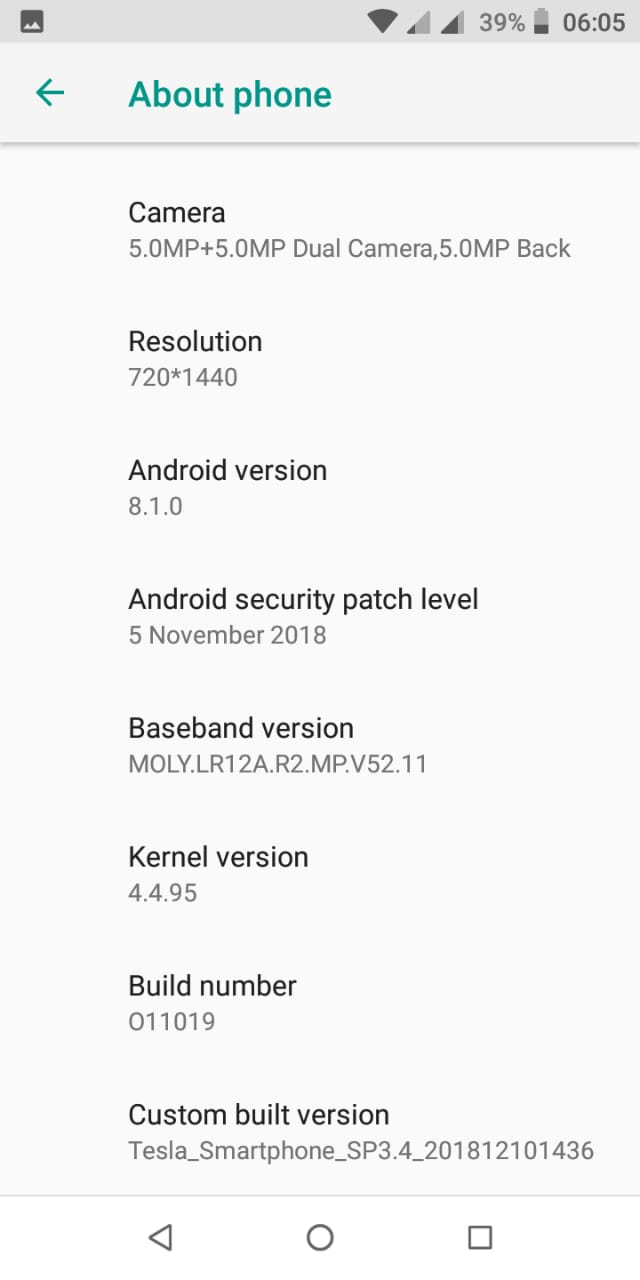 39% 06:05
About phone
Camera
5.0MP+5.0MP Dual Camera,5.0MP Back
Resolution
720*1440
Android version
8.1.0
Android security patch level
5 November 2018
Baseband version
MOLY.LR12A.R2.MP.V52.11
Kernel version
4.4.95
Build number
O11019
Custom built version
Tesla_Smartphone_SP3.4_201812101436